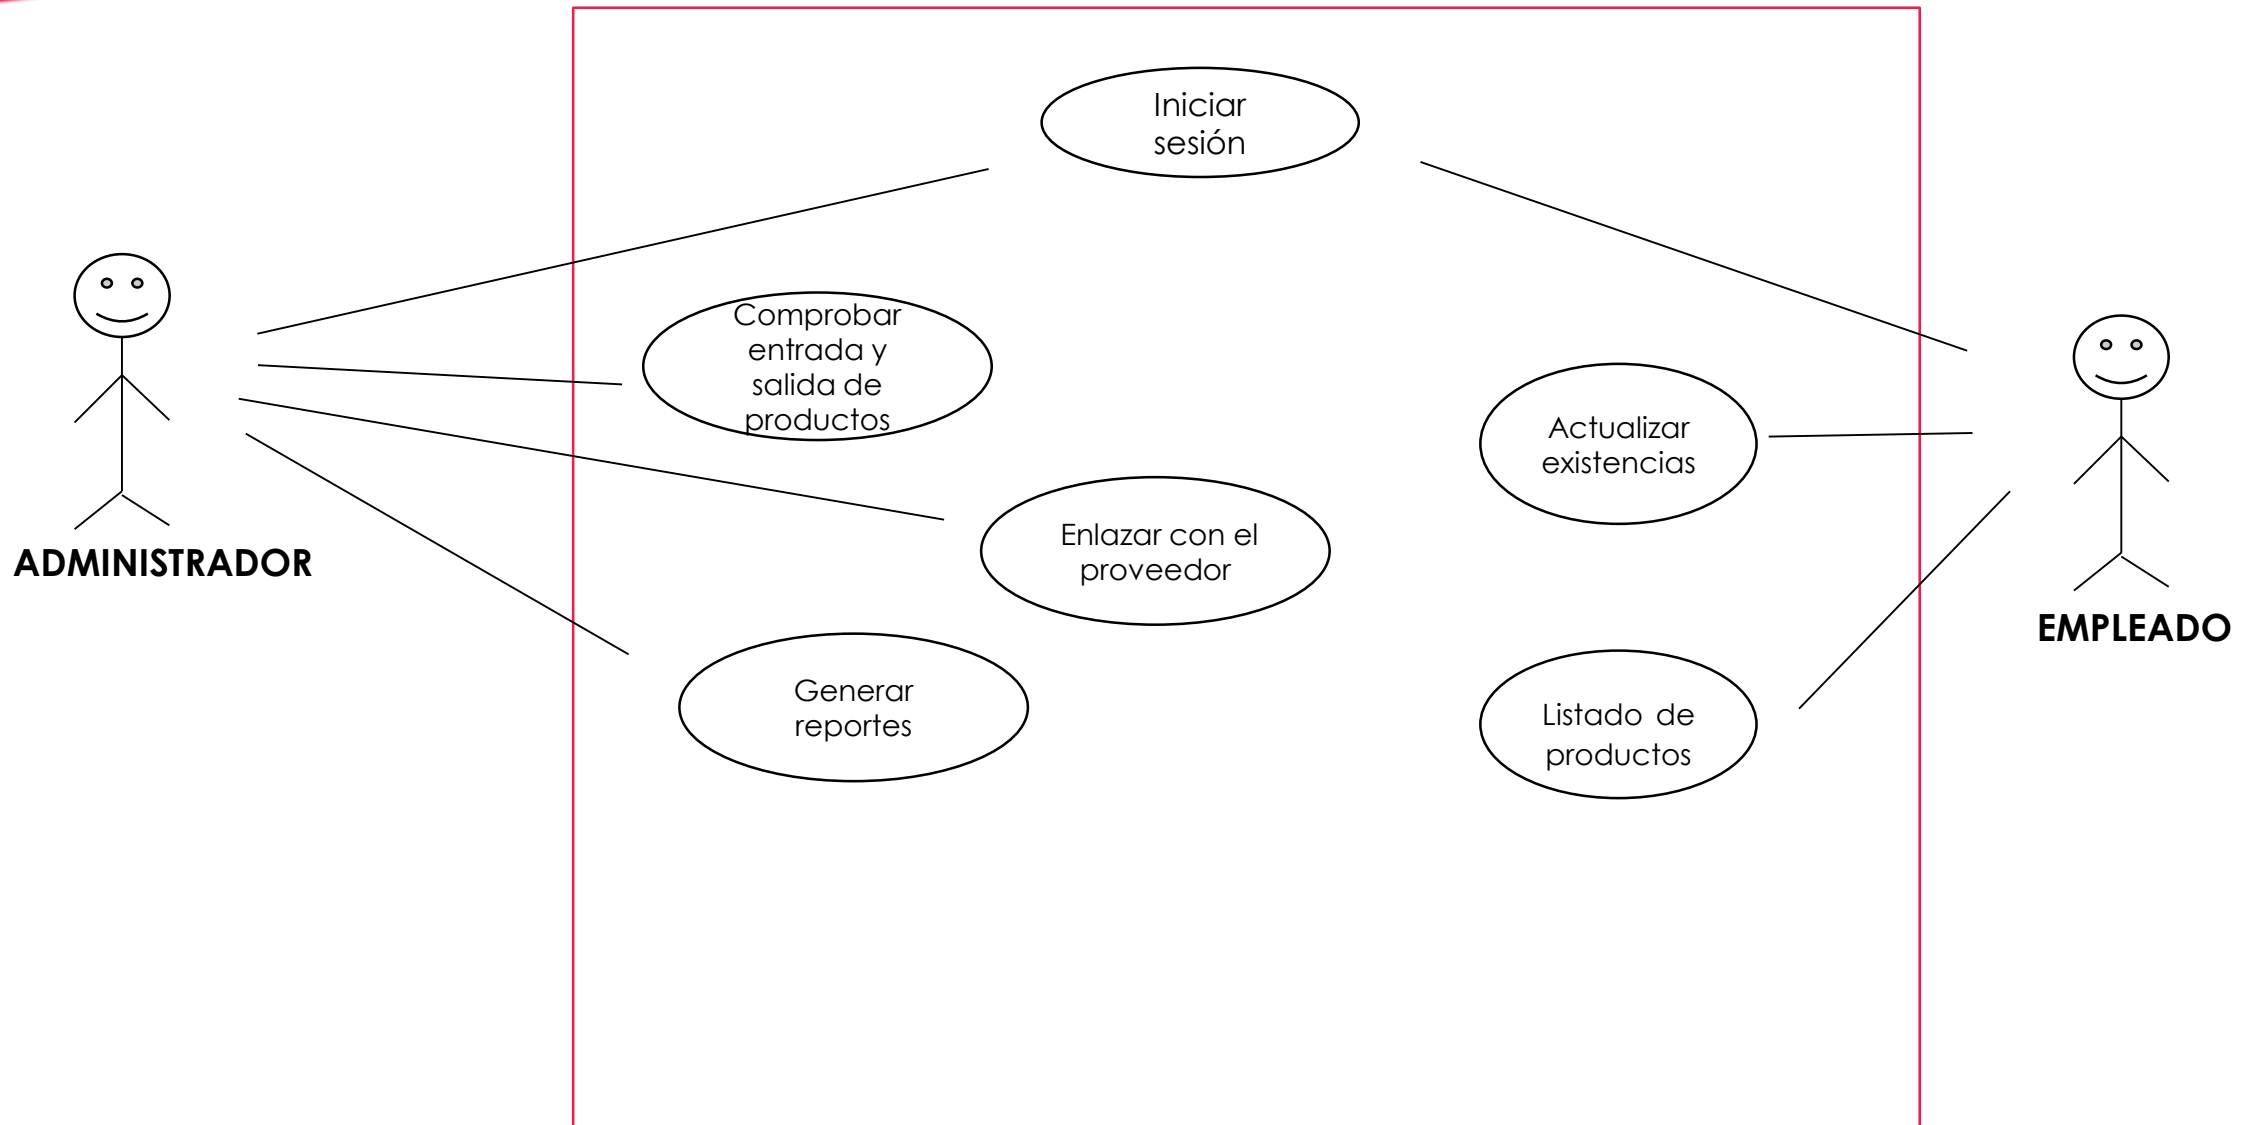 Iniciar
sesión
Comprobar
entrada y
salida de
productos
Actualizar
existencias
Enlazar con el
proveedor
ADMINISTRADOR
EMPLEADO
Generar
reportes
Listado de
productos